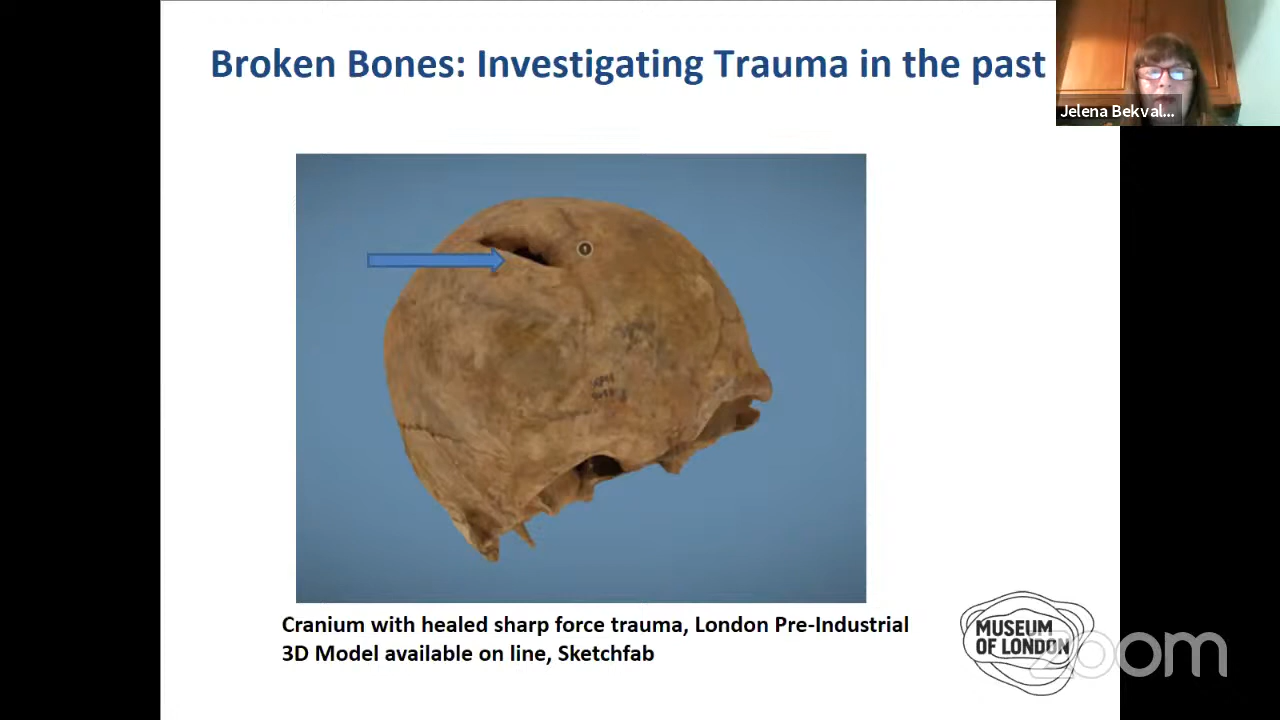 Broken Bones: Investigating Trauma in the past
Jelena Bekval...
1
Cranium with healed sharp force trauma, London Pre-Industrial
3D Model available on line, Sketchfab
MUSEUM
OF LONDON
zoom